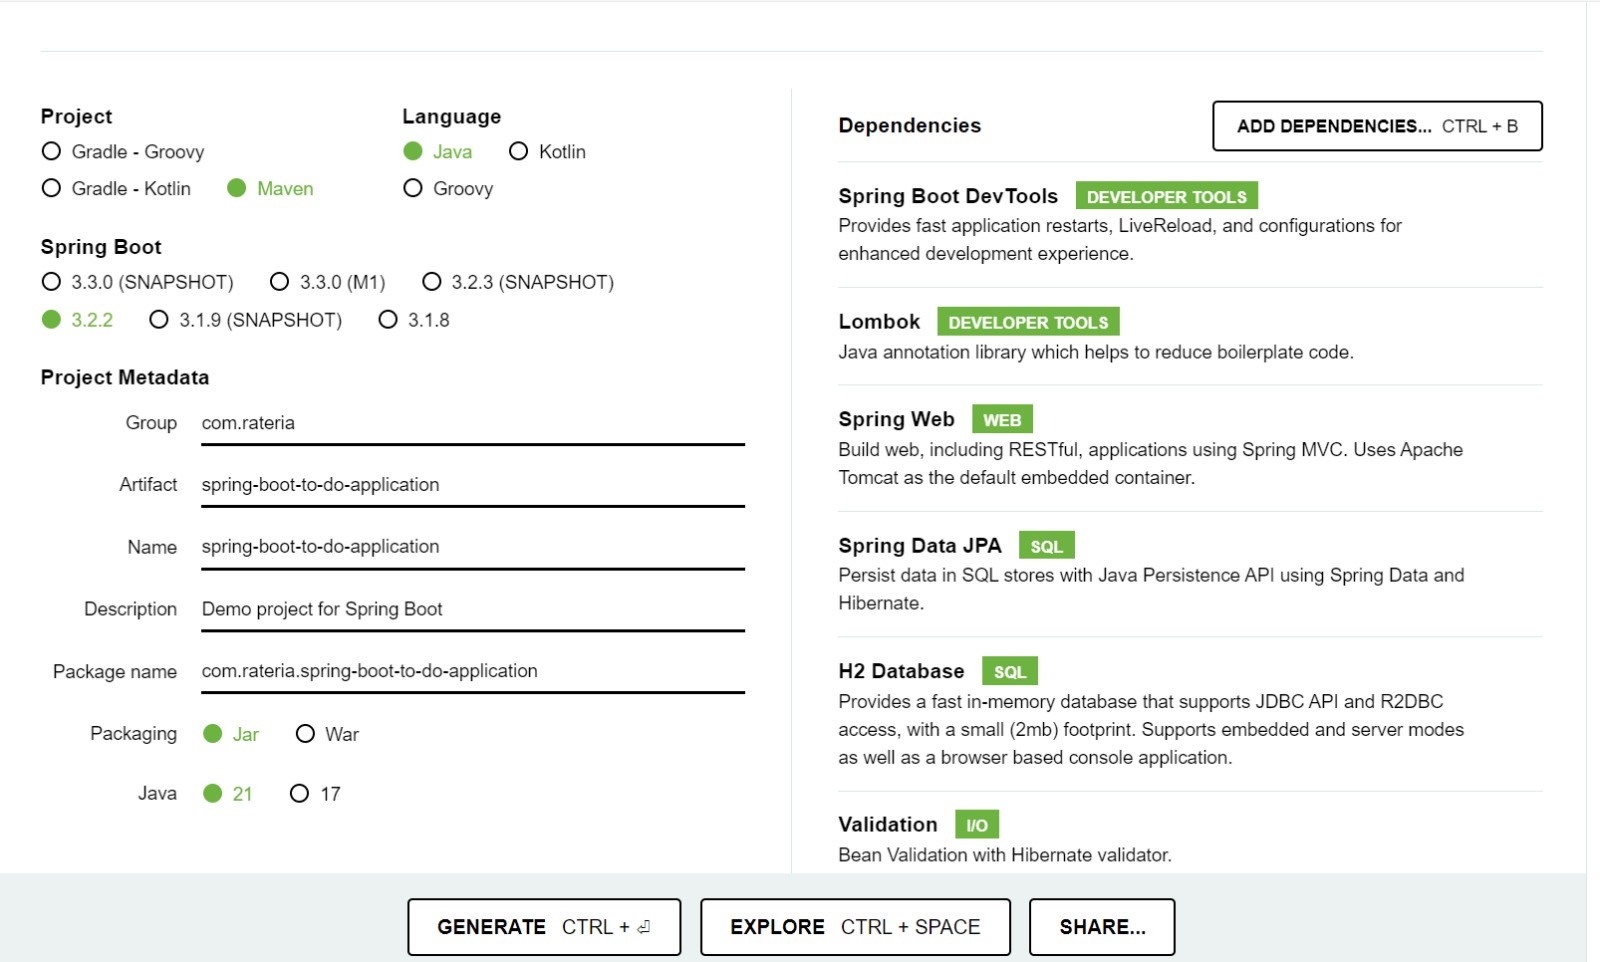 Project
Gradle - Groovy
Gradle - Kotlin Maven
Language
Java Kotlin
Groovy
Spring Boot
3.3.0 (SNAPSHOT) 3.3.0 (M1) 3.2.3 (SNAPSHOT)
3.2.2 3.1.9 (SNAPSHOT) 3.1.8
Project Metadata
Group com.rateria
Artifact spring-boot-to-do-application
Name spring-boot-to-do-application
Description Demo project for Spring Boot
Package name com.rateria.spring-boot-to-do-application
Packaging Jar War
Java 21 17
Dependencies
ADD DEPENDENCIES... CTRL + B
Spring Boot DevTools DEVELOPER TOOLS
Provides fast application restarts, LiveReload, and configurations for
enhanced development experience.
Lombok DEVELOPER TOOLS
Java annotation library which helps to reduce boilerplate code.
Spring Web WEB
Build web, including RESTful, applications using Spring MVC. Uses Apache
Tomcat as the default embedded container.
Spring Data JPA SQL
Persist data in SQL stores with Java Persistence API using Spring Data and
Hibernate.
H2 Database SQL
Provides a fast in-memory database that supports JDBC API and R2DBC
access, with a small (2mb) footprint. Supports embedded and server modes
as well as a browser based console application.
Validation I/O
Bean Validation with Hibernate validator.
GENERATE CTRL + ⏎
EXPLORE CTRL + SPACE
SHARE...